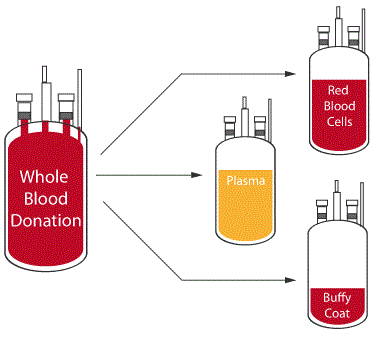 Whole
Blood
Donation
Red
Blood
Cells
Plasma
Buffy
Coat